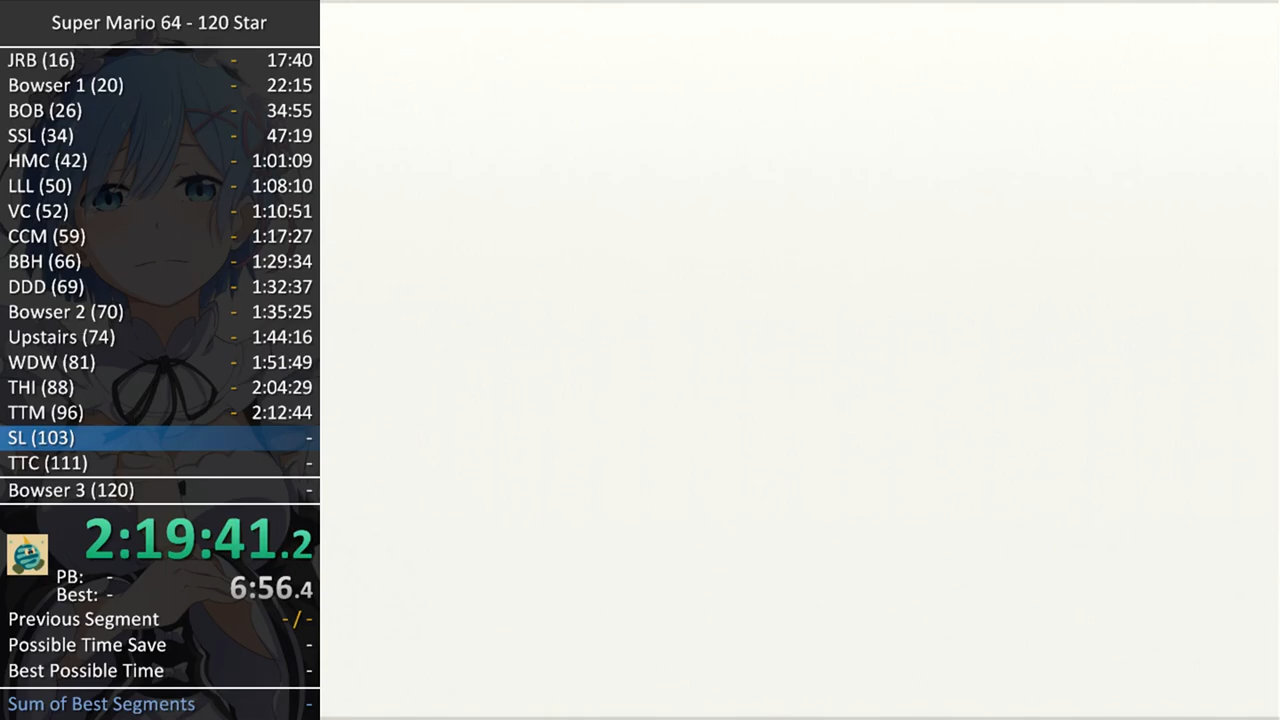 Super Mario 64 - 120 Star
JRB (16) - 17:40
Bowser 1 (20) - 22:15
BOB (26) - 34:55
SSL (34) - 47:19
HMC (42) - 1:01:09
LLL (50) - 1:08:10
VC (52) - 1:10:51
CCM (59) - 1:17:27
BBH (66) - 1:29:34
DDD (69) - 1:32:37
Bowser 2 (70) - 1:35:25
Upstairs (74) - 1:44:16
WDW (81) - 1:51:49
THI (88) - 2:04:29
TTM (96) - 2:12:44
SL (103) -
TTC (111) -
Bowser 3 (120) -
2:19:41.2
PB: - 6:56.4
Best: -
Previous Segment - / -
Possible Time Save -
Best Possible Time -
Sum of Best Segments -